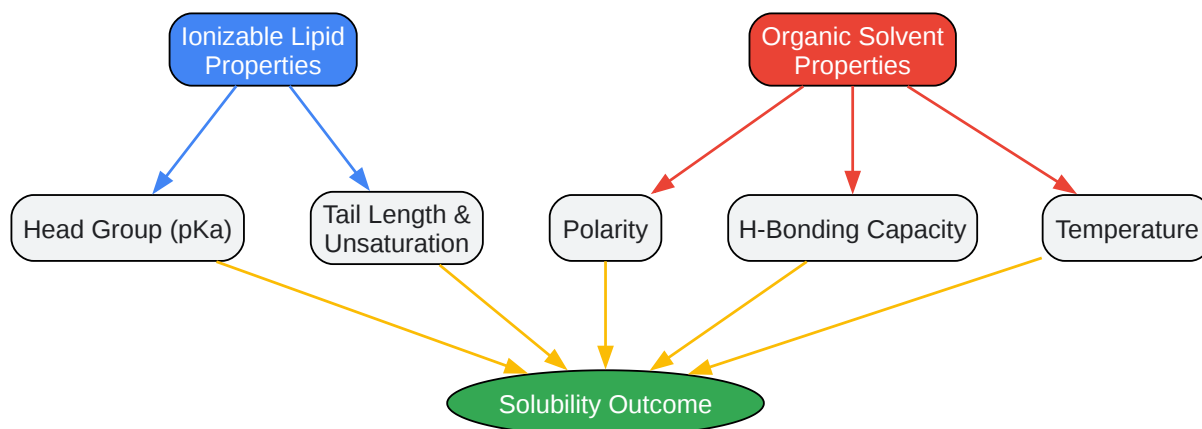 Ionizable Lipid
Properties
Organic Solvent
Properties
Head Group (pKa)
Tail Length &
Unsaturation
Polarity
H-Bonding Capacity
Temperature
Solubility Outcome